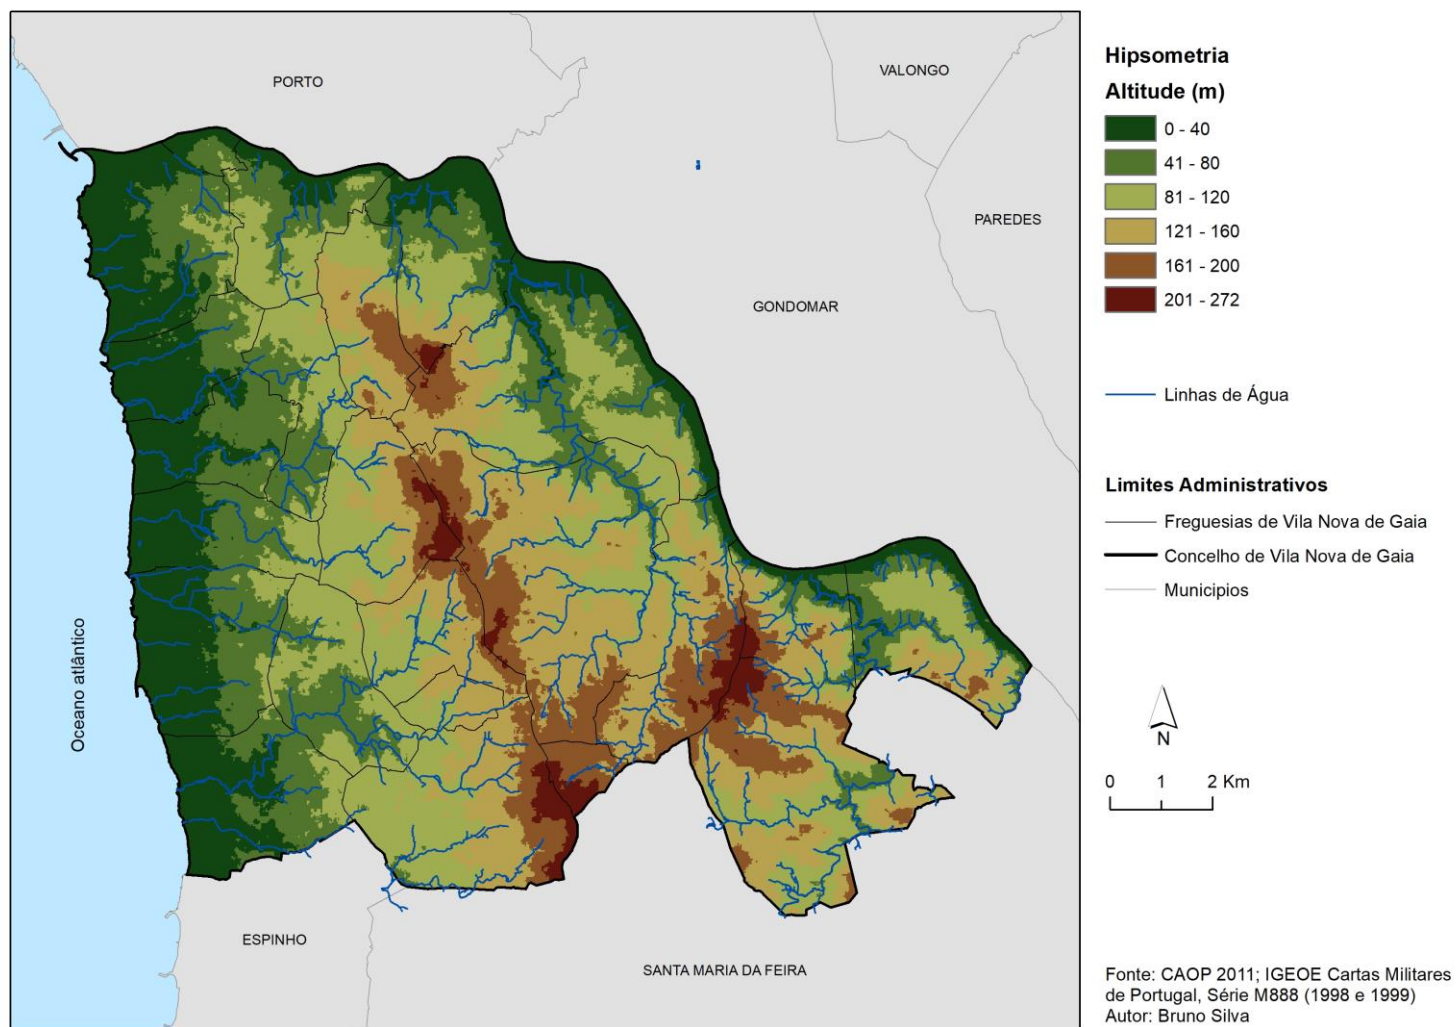 PORTO
VALONGO
PAREDES
GONDOMAR
Oceano atlântico
ESPINHO
SANTA MARIA DA FEIRA
Hipsometria
Altitude (m)
0 - 40
41 - 80
81 - 120
121 - 160
161 - 200
201 - 272
Linhas de Água
Limites Administrativos
Freguesias de Vila Nova de Gaia
Concelho de Vila Nova de Gaia
Municipios
N
0 1 2 Km
Fonte: CAOP 2011; IGEOE Cartas Militares
de Portugal, Série M888 (1998 e 1999)
Autor: Bruno Silva